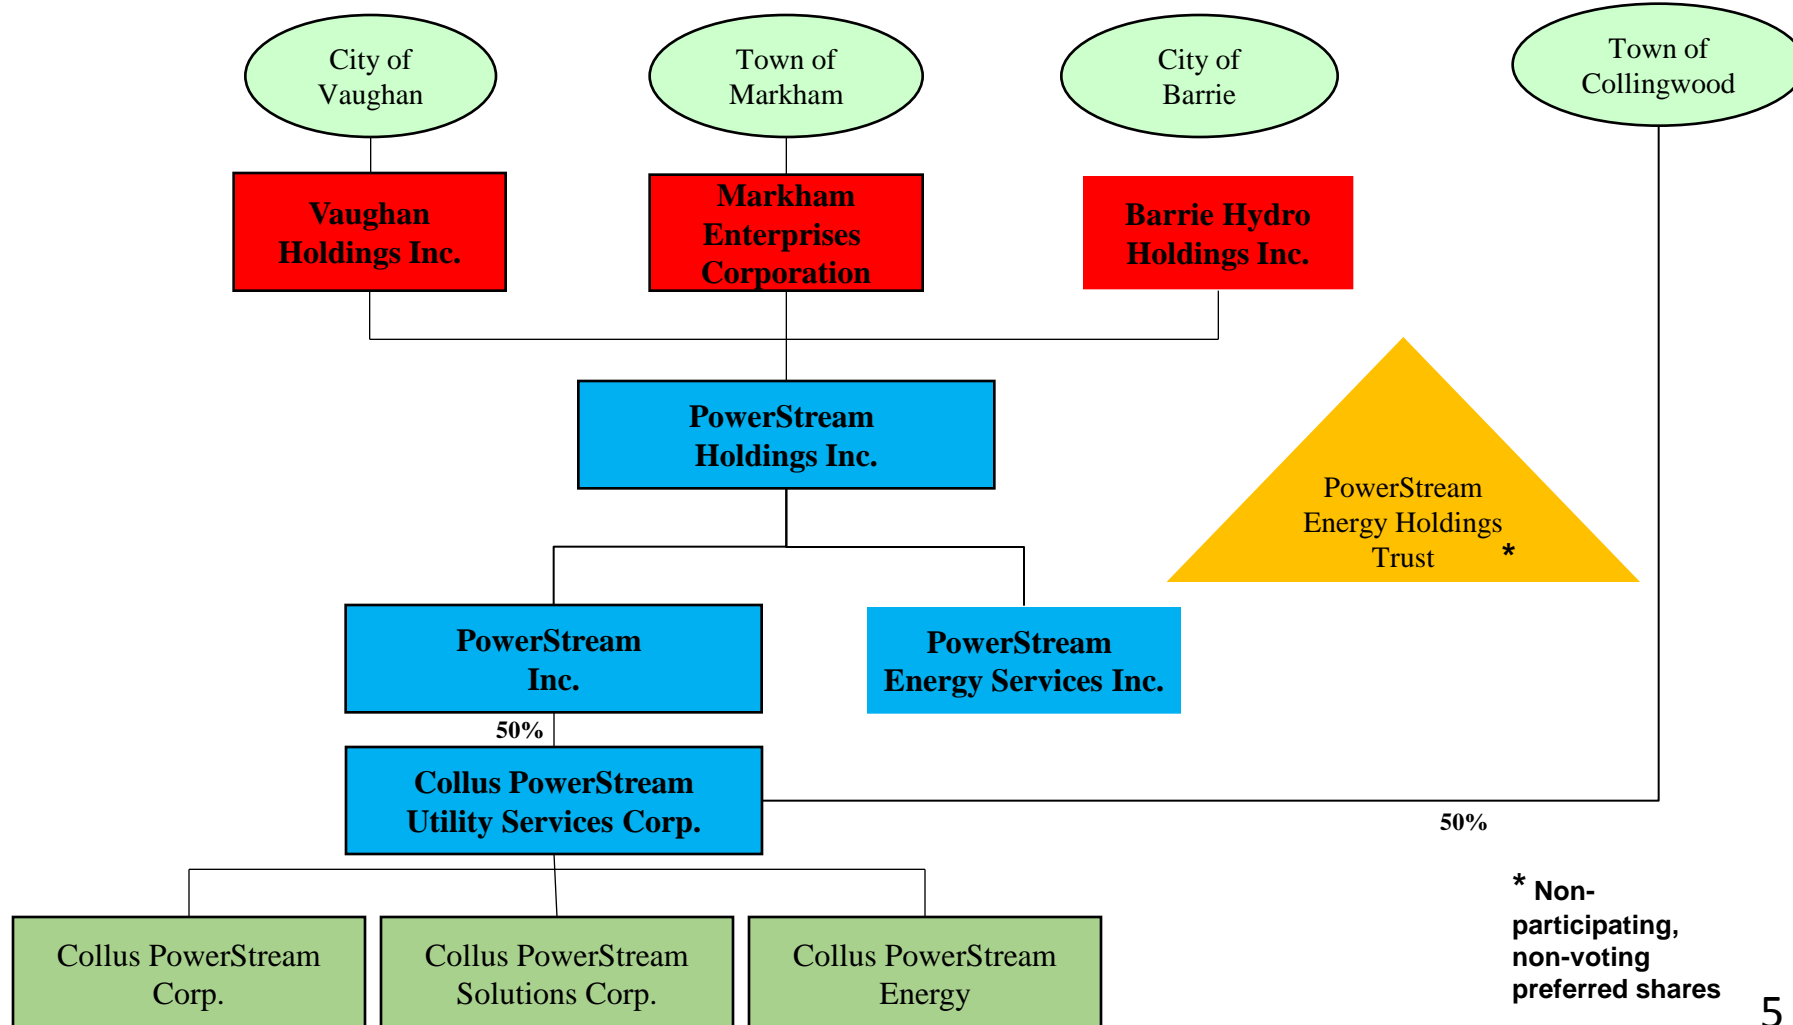 City of
Vaughan
Town of
Markham
City of
Barrie
Town of
Collingwood
Vaughan
Holdings Inc.
Markham
Enterprises
Corporation
Barrie Hydro
Holdings Inc.
PowerStream
Holdings Inc.
PowerStream
Energy Holdings
Trust *
PowerStream
Inc.
PowerStream
Energy Services Inc.
50%
Collus PowerStream
Utility Services Corp.
50%
Collus PowerStream
Corp.
Collus PowerStream
Solutions Corp.
Collus PowerStream
Energy
* Non-
participating,
non-voting
preferred shares
5